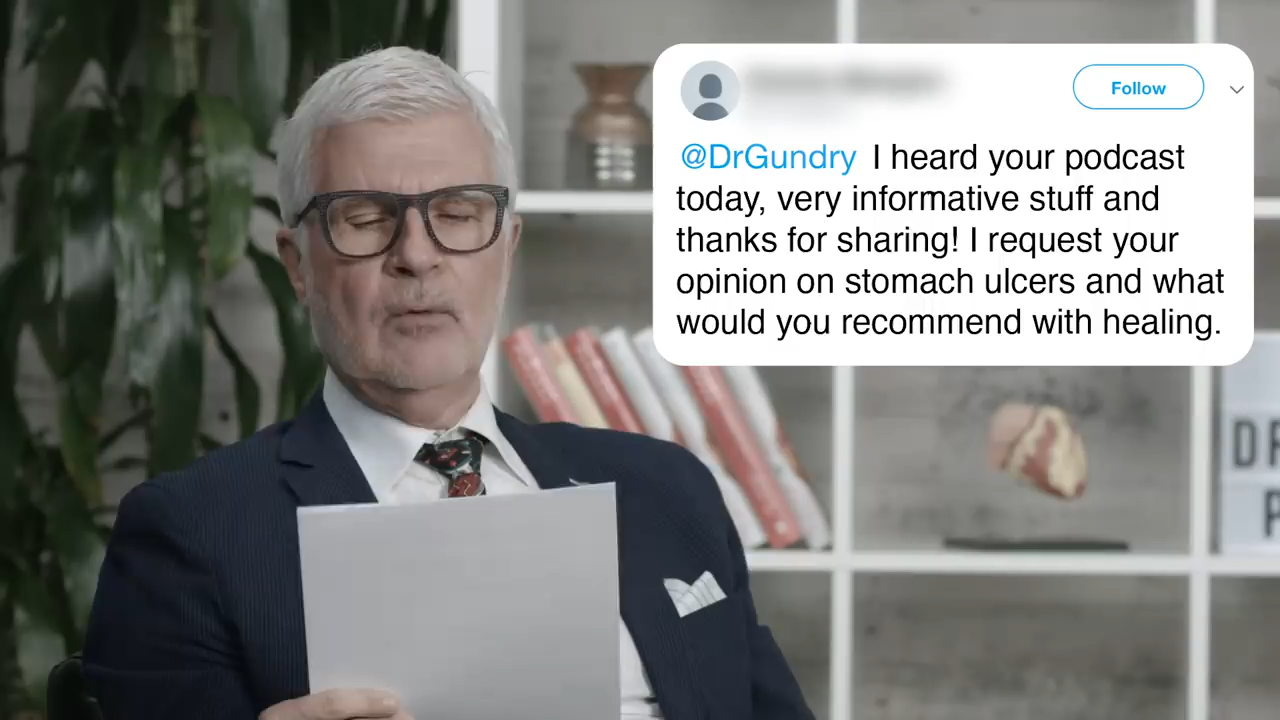 Follow
@DrGundry I heard your podcast
today, very informative stuff and
thanks for sharing! I request your
opinion on stomach ulcers and what
would you recommend with healing.